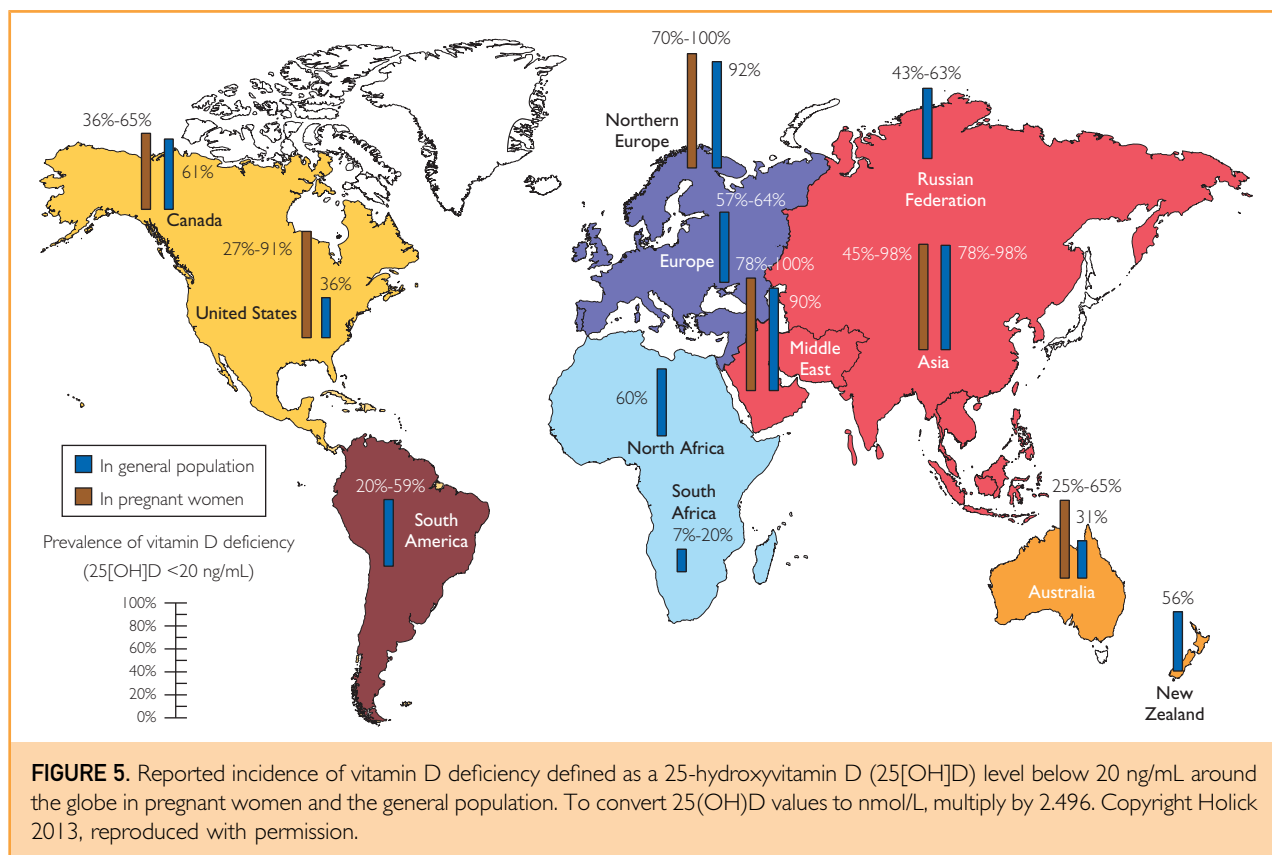 70%-100%
92%
43%-63%
Northern
Europe
36%-65%
61%
Canada
Russian
Federation
57%-64%
27%-91%
Europe
78%-100%
45%-98%
78%-98%
36%
90%
United States
Middle
East
Asia
60%
North Africa
In general population
In pregnant women
20%-59%
South
America
South
Africa
7%-20%
25%-65%
31%
Australia
Prevalence of vitamin D deficiency
(25[OH]D <20 ng/mL)
100%
80%
60%
40%
20%
0%
56%
New
Zealand
FIGURE 5. Reported incidence of vitamin D deficiency defined as a 25-hydroxyvitamin D (25[OH]D) level below 20 ng/mL around
the globe in pregnant women and the general population. To convert 25(OH)D values to nmol/L, multiply by 2.496. Copyright Holick
2013, reproduced with permission.